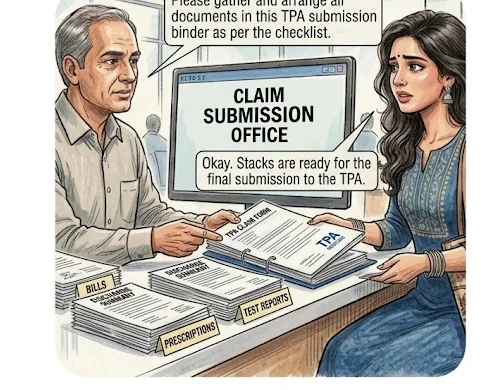 Please gather and arrange all
documents in this TPA submission
binder as per the checklist.
CLAIM
SUBMISSION
OFFICE
Okay. Stacks are ready for the
final submission to the TPA.
TPA CLAIM FORM
TPA
BILLS
DISCHARGE
SUMMARY
DISCHARGE
SUMMARY
PRESCRIPTIONS
TEST REPORTS